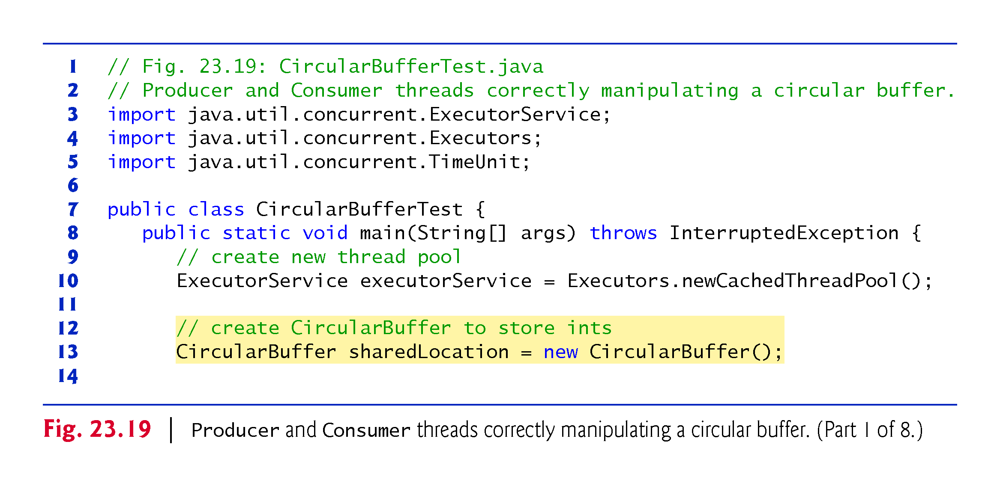 1 // Fig. 23.19: CircularBufferTest.java
2 // Producer and Consumer threads correctly manipulating a circular buffer.
3 import java.util.concurrent.ExecutorService;
4 import java.util.concurrent.Executors;
5 import java.util.concurrent.TimeUnit;
6
7 public class CircularBufferTest {
8    public static void main(String[] args) throws InterruptedException {
9       // create new thread pool
10       ExecutorService executorService = Executors.newCachedThreadPool();
11
12       // create CircularBuffer to store ints
13       CircularBuffer sharedLocation = new CircularBuffer();
14
Fig. 23.19 | Producer and Consumer threads correctly manipulating a circular buffer. (Part 1 of 8.)